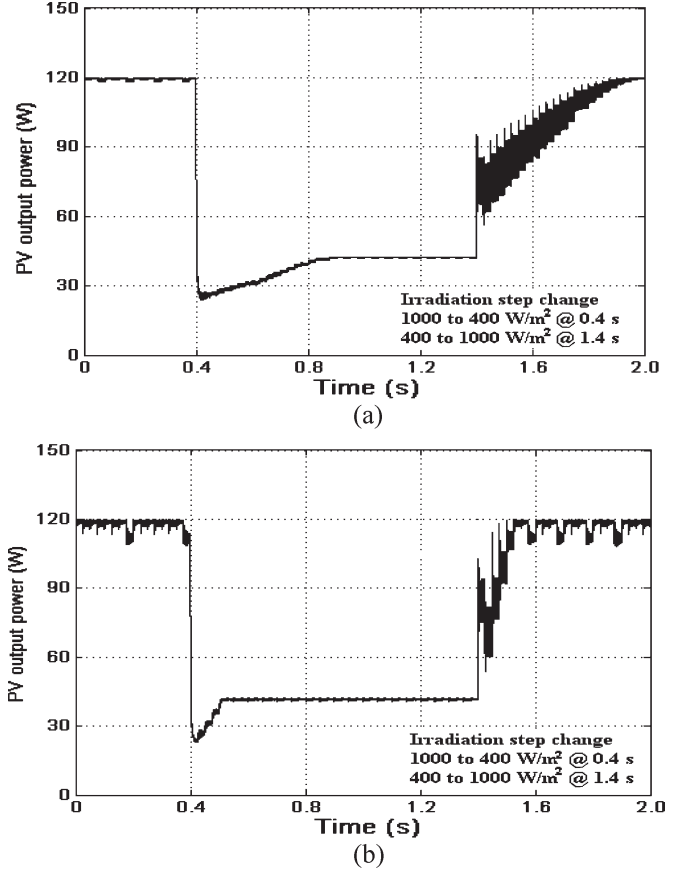 150
120
90
60
30
0
PV output power (W)
Irradiation step change
1000 to 400 W/m² @ 0.4 s
400 to 1000 W/m² @ 1.4 s
0 0.4 0.8 1.2 1.6 2.0
Time (s)
(a)
150
120
90
60
30
0
PV output power (W)
Irradiation step change
1000 to 400 W/m² @ 0.4 s
400 to 1000 W/m² @ 1.4 s
0 0.4 0.8 1.2 1.6 2.0
Time (s)
(b)